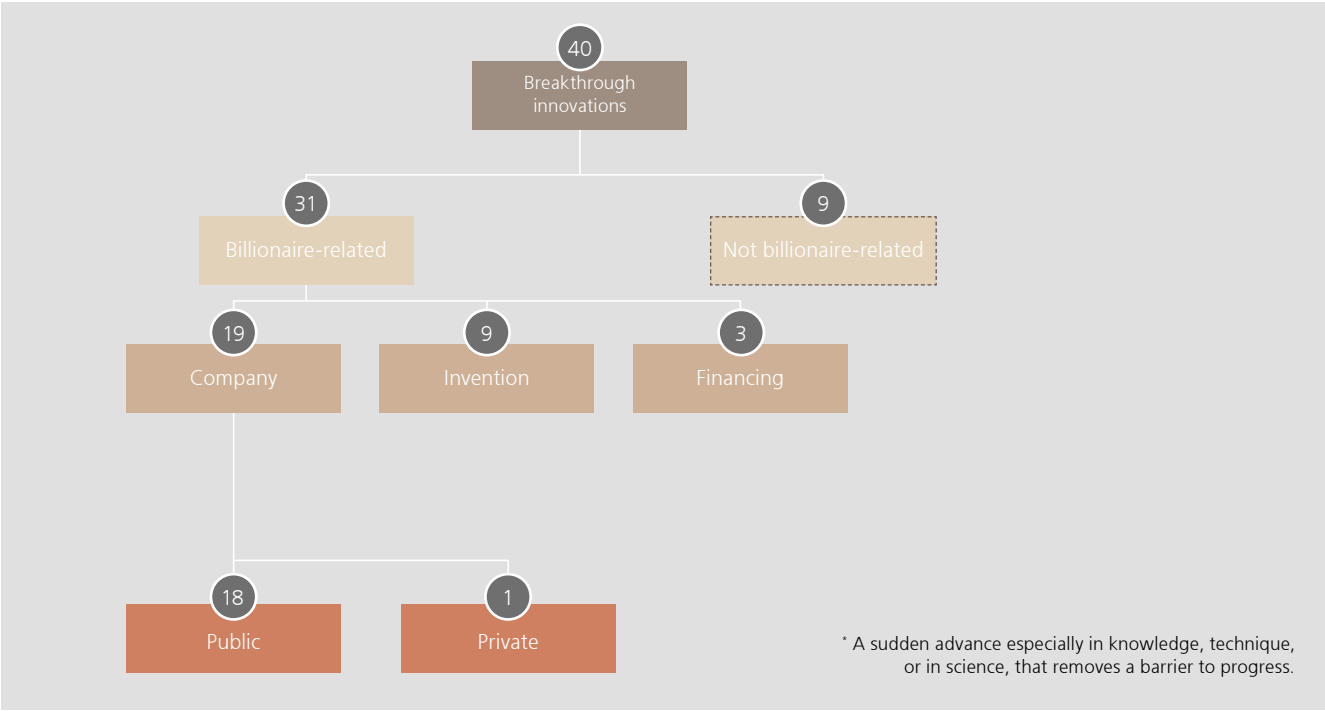 40
Breakthrough
innovations
31
9
Billionaire-related
Not billionaire-related
19
9
3
Company
Invention
Financing
18
1
Public
Private
* A sudden advance especially in knowledge, technique,
or in science, that removes a barrier to progress.